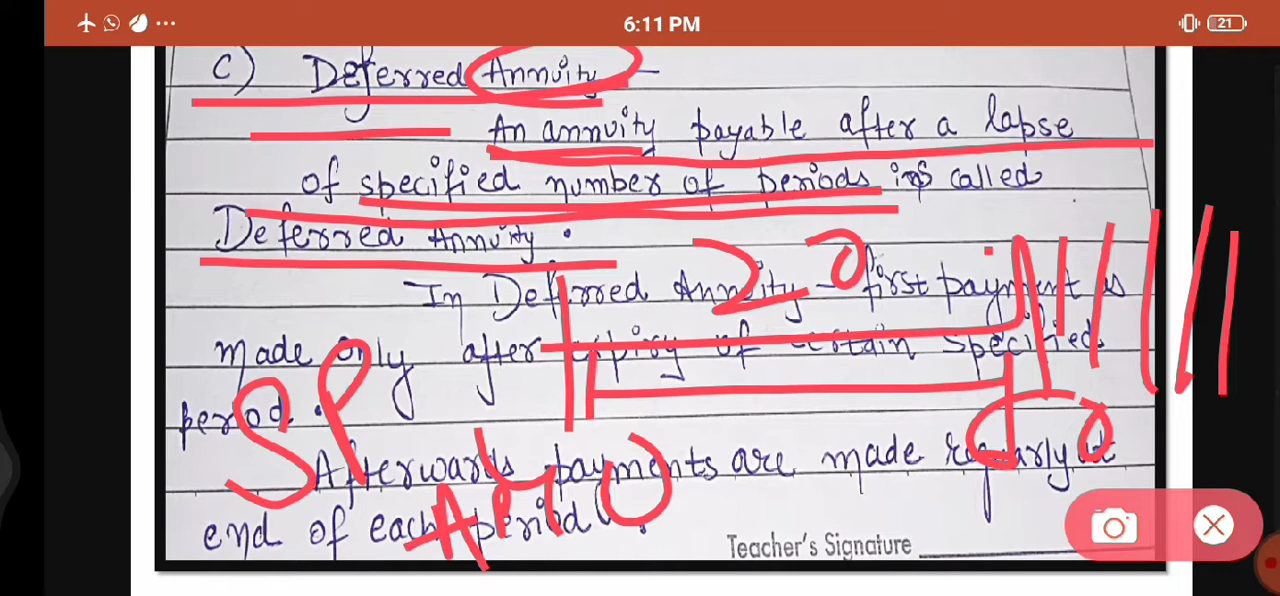 6:11 PM
21
C) Deferred Annuity -
An annuity payable after a lapse
of specified number of periods is called
Deferred Annuity.
20
In Deferred Annuity - first payment is
made only after expiry of certain specified
period.
SP
Afterwards payments are made regularly at
end of each period.
Teacher's Signature